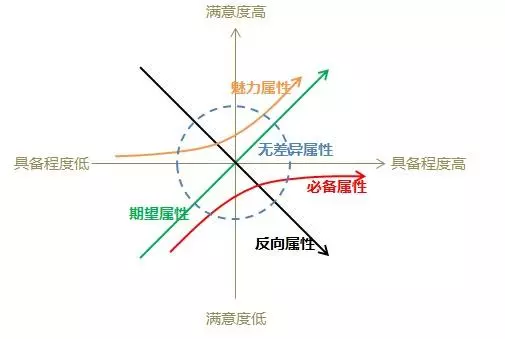 满意度高
魅力属性
无差异属性
具备程度低
具备程度高
必备属性
期望属性
反向属性
满意度低